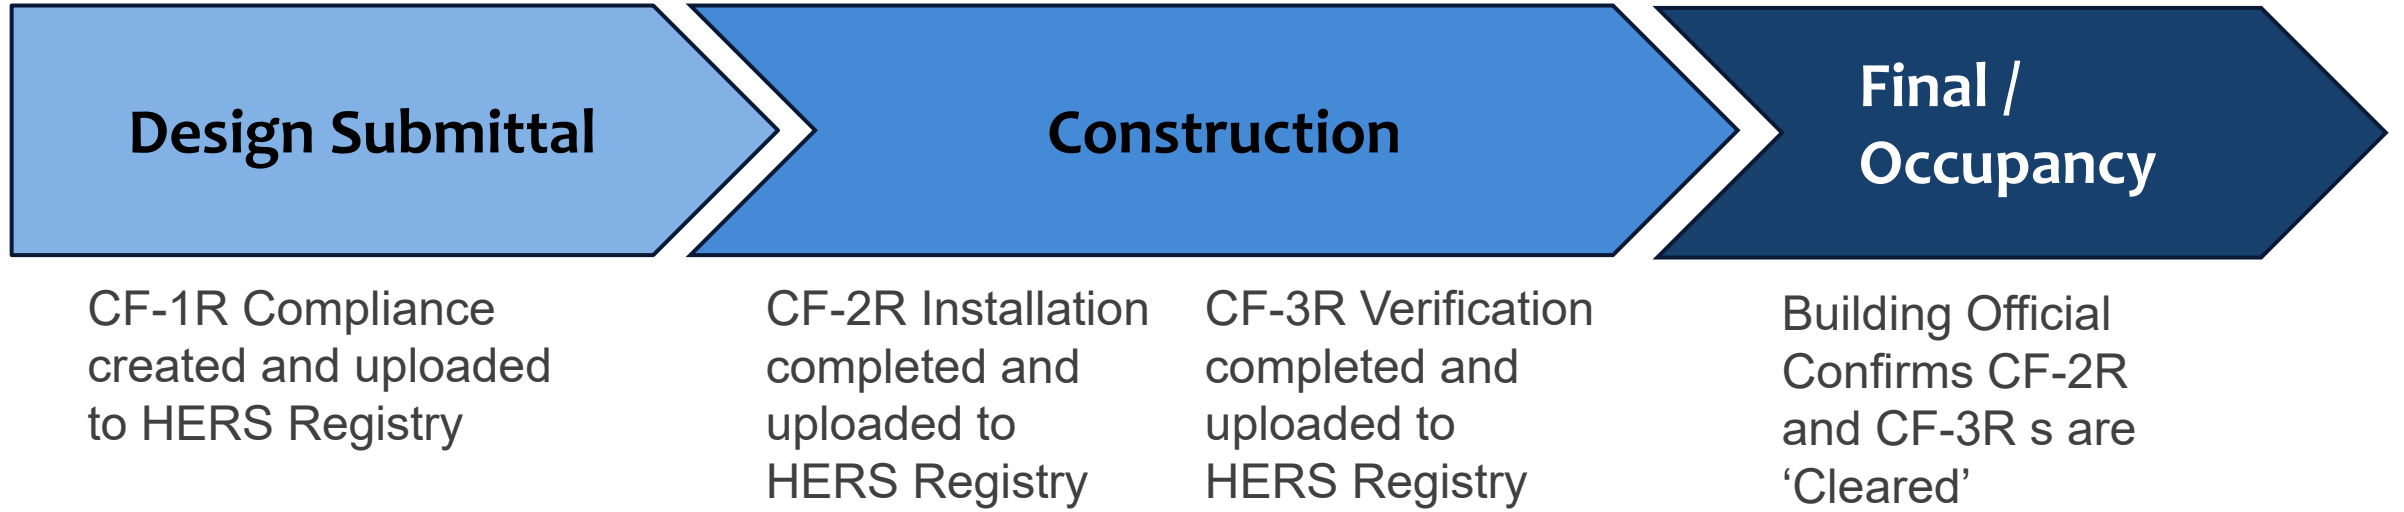 Design Submittal
Construction
Final /
Occupancy
CF-1R Compliance
created and uploaded
to HERS Registry
CF-2R Installation
completed and
uploaded to
HERS Registry
CF-3R Verification
completed and
uploaded to
HERS Registry
Building Official
Confirms CF-2R
and CF-3R s are
‘Cleared’